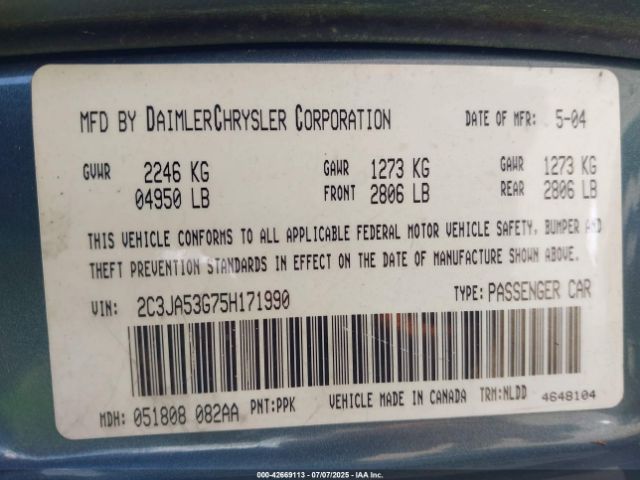 MFD BY DAIMLERCHRYSLER CORPORATION DATE OF MFR: 5-04
GVWR 2246 KG GAWR 1273 KG GAWR 1273 KG
04950 LB FRONT 2806 LB REAR 2806 LB
THIS VEHICLE CONFORMS TO ALL APPLICABLE FEDERAL MOTOR VEHICLE SAFETY, BUMPER AND
THEFT PREVENTION STANDARDS IN EFFECT ON THE DATE OF MANUFACTURE SHOWN ABOVE.
VIN: 2C3JA53G75H171990 TYPE: PASSENGER CAR
MDH: 051808 082AA PNT: PPK VEHICLE MADE IN CANADA TRM: NLDD 4648104
000-42669113 - 07/07/2025 - IAA Inc.